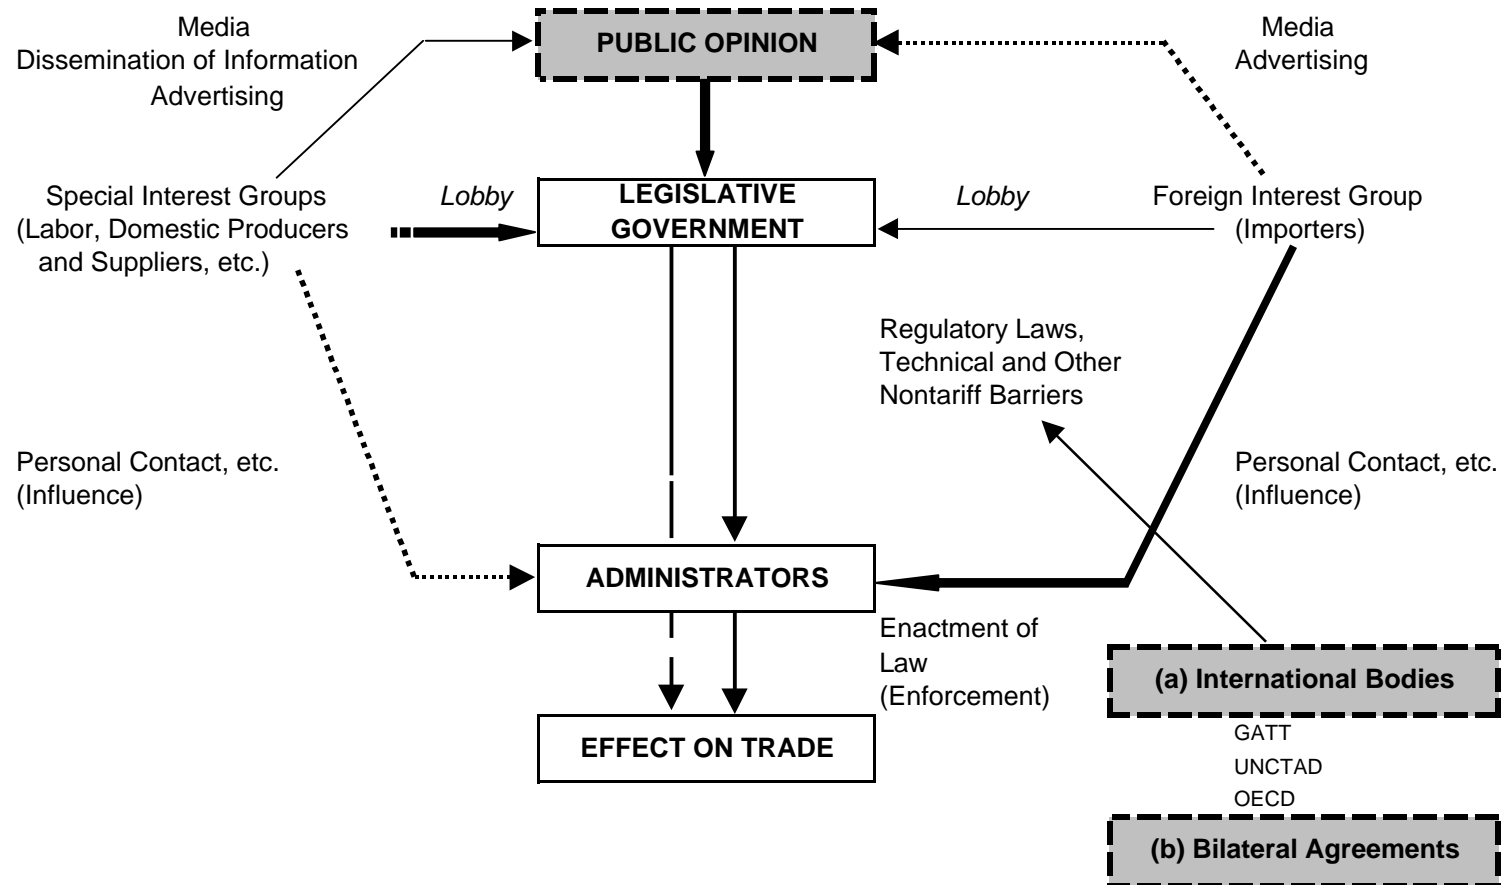 Media
Dissemination of Information
Advertising
PUBLIC OPINION
Media
Advertising
Special Interest Groups
(Labor, Domestic Producers
and Suppliers, etc.)
Lobby
LEGISLATIVE
GOVERNMENT
Lobby
Foreign Interest Group
(Importers)
Regulatory Laws,
Technical and Other
Nontariff Barriers
Personal Contact, etc.
(Influence)
Personal Contact, etc.
(Influence)
ADMINISTRATORS
Enactment of
Law
(Enforcement)
(a) International Bodies
GATT
UNCTAD
OECD
EFFECT ON TRADE
(b) Bilateral Agreements